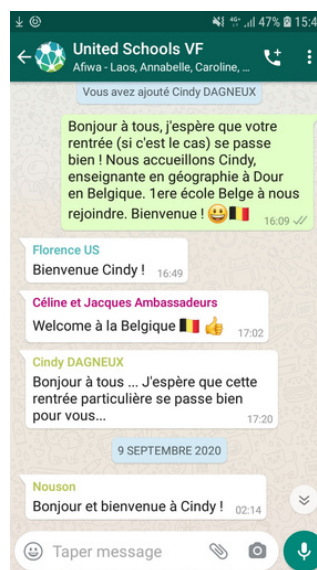 47% 15:4
United Schools VF
Afiwa - Laos, Annabelle, Caroline, ...
Vous avez ajouté Cindy DAGNEUX
Bonjour à tous, j'espère que votre
rentrée (si c'est le cas) se passe
bien ! Nous accueillons Cindy,
enseignante en géographie à Dour
en Belgique. 1ere école Belge à nous
rejoindre. Bienvenue ! 😃🇧🇪
16:09
Florence US
Bienvenue Cindy ! 16:49
Céline et Jacques Ambassadeurs
Welcome à la Belgique 🇧🇪 👍 17:02
Cindy DAGNEUX
Bonjour à tous ... J'espère que cette
rentrée particulière se passe bien
pour vous... 17:20
9 SEPTEMBRE 2020
Nouson
Bonjour et bienvenue à Cindy ! 02:14
Taper message